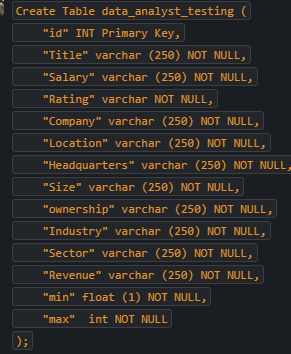 Create Table data_analyst_testing (
"id" INT Primary Key,
"Title" varchar (250) NOT NULL,
"Salary" varchar (250) NOT NULL,
"Rating" varchar NOT NULL,
"Company" varchar (250) NOT NULL,
"Location" varchar (250) NOT NULL,
"Headquarters" varchar (250) NOT NULL,
"Size" varchar (250) NOT NULL,
"ownership" varchar (250) NOT NULL,
"Industry" varchar (250) NOT NULL,
"Sector" varchar (250) NOT NULL,
"Revenue" varchar (250) NOT NULL,
"min" float (1) NOT NULL,
"max"  int NOT NULL
);